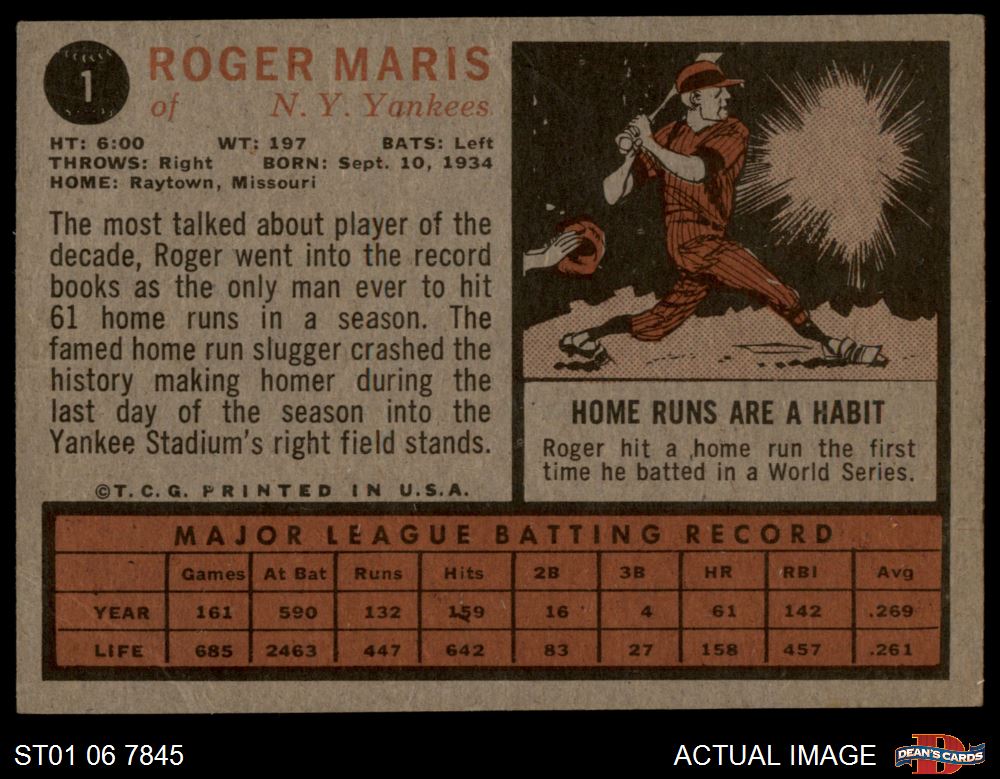 1
ROGER MARIS
of N. Y. Yankees
HT: 6:00 WT: 197 BATS: Left
THROWS: Right BORN: Sept. 10, 1934
HOME: Raytown, Missouri
The most talked about player of the
decade, Roger went into the record
books as the only man ever to hit
61 home runs in a season. The
famed home run slugger crashed the
history making homer during the
last day of the season into the
Yankee Stadium's right field stands.
©T. C. G. PRINTED IN U.S.A.
HOME RUNS ARE A HABIT
Roger hit a home run the first
time he batted in a World Series.
MAJOR LEAGUE BATTING RECORD
Games At Bat Runs Hits 2B 3B HR RBI Avg
YEAR 161 590 132 159 16 4 61 142 .269
LIFE 685 2463 447 642 83 27 158 457 .261
ST01 06 7845
ACTUAL IMAGE
DEAN'S CARDS